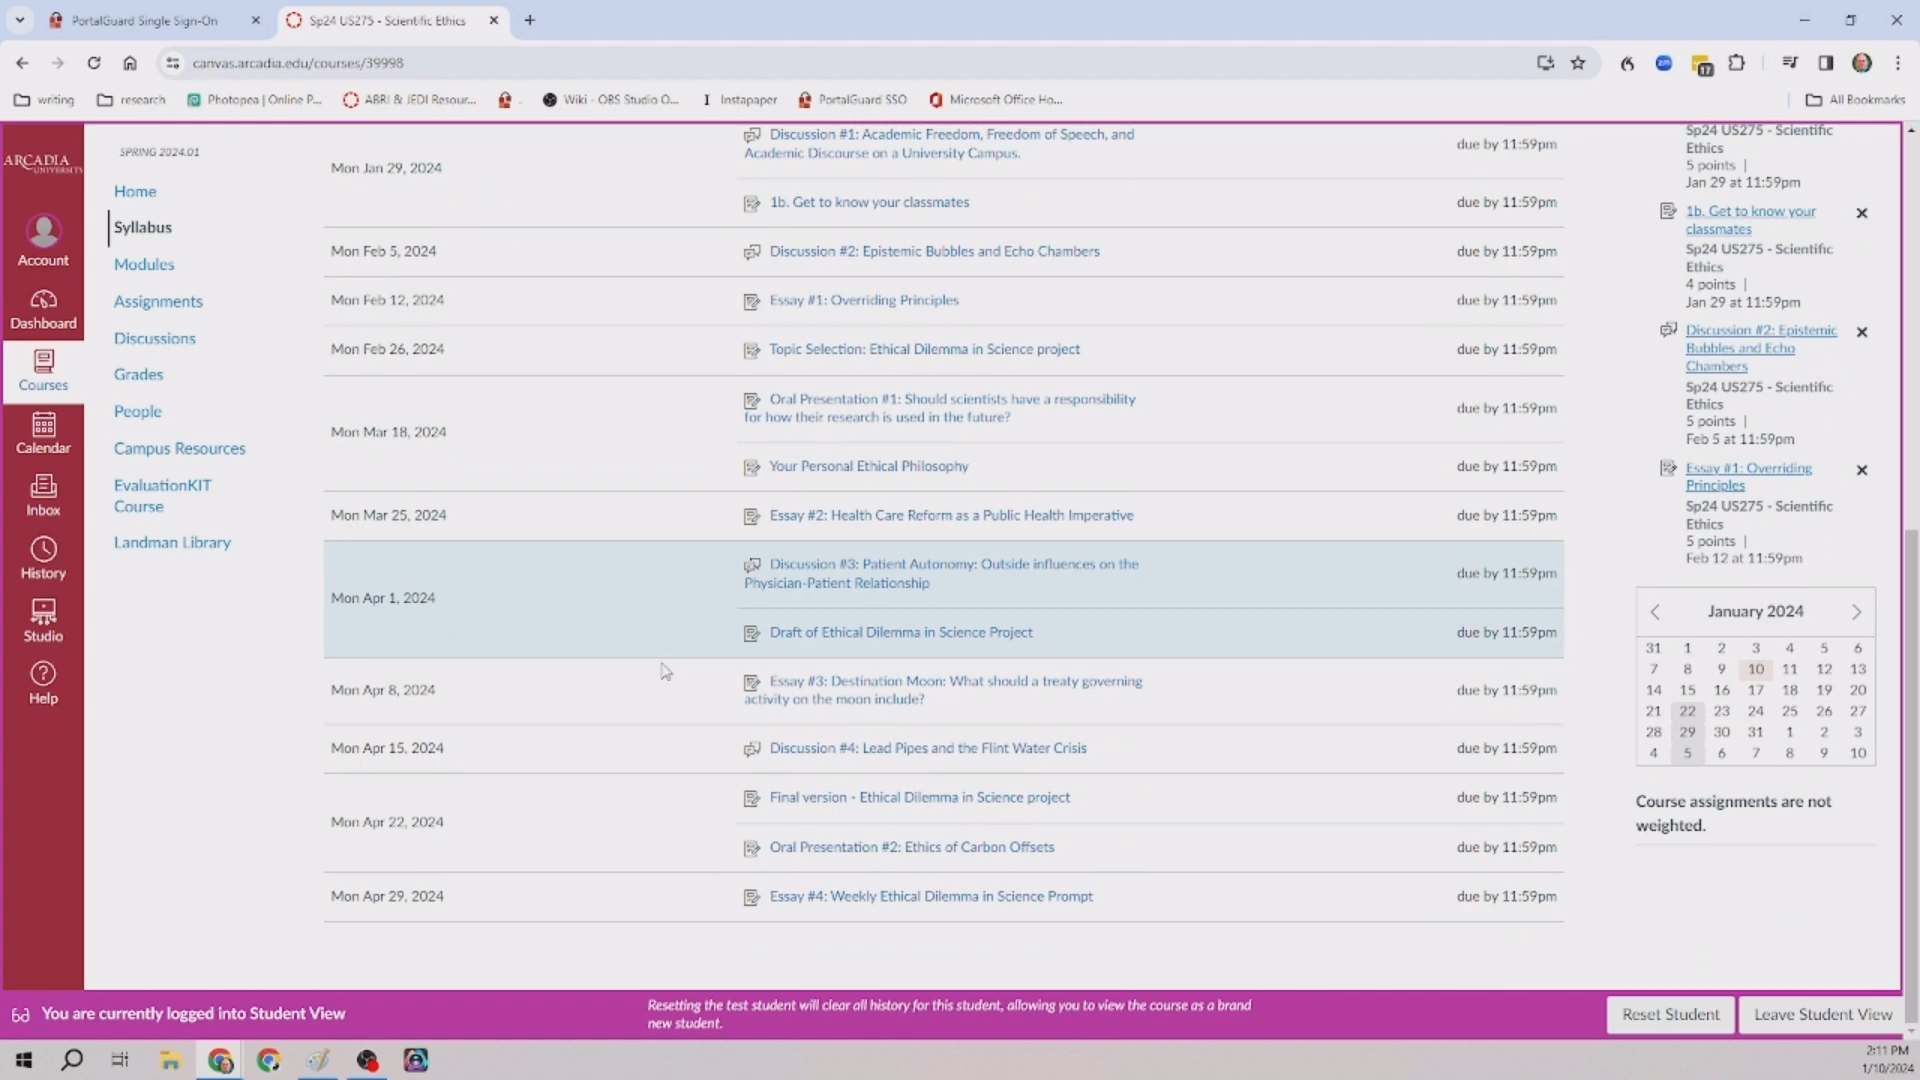 PortalGuard Single Sign-On
Sp24 US275 - Scientific Ethics
canvas.arcadia.edu/courses/39998
17
writing
research
Photopea | Online P...
ABRI & JEDI Resour...
.
Wiki - OBS Studio O...
I Instapaper
PortalGuard SSO
Microsoft Office Ho...
All Bookmarks
ARCADIA
UNIVERSITY
Account
Dashboard
Courses
Calendar
Inbox
History
Studio
Help
SPRING 2024.01
Home
Syllabus
Modules
Assignments
Discussions
Grades
People
Campus Resources
EvaluationKIT
Course
Landman Library
Mon Jan 29, 2024
Discussion #1: Academic Freedom, Freedom of Speech, and
Academic Discourse on a University Campus.
due by 11:59pm
1b. Get to know your classmates
due by 11:59pm
Mon Feb 5, 2024
Discussion #2: Epistemic Bubbles and Echo Chambers
due by 11:59pm
Mon Feb 12, 2024
Essay #1: Overriding Principles
due by 11:59pm
Mon Feb 26, 2024
Topic Selection: Ethical Dilemma in Science project
due by 11:59pm
Mon Mar 18, 2024
Oral Presentation #1: Should scientists have a responsibility
for how their research is used in the future?
due by 11:59pm
Your Personal Ethical Philosophy
due by 11:59pm
Mon Mar 25, 2024
Essay #2: Health Care Reform as a Public Health Imperative
due by 11:59pm
Mon Apr 1, 2024
Discussion #3: Patient Autonomy: Outside influences on the
Physician-Patient Relationship
due by 11:59pm
Draft of Ethical Dilemma in Science Project
due by 11:59pm
Mon Apr 8, 2024
Essay #3: Destination Moon: What should a treaty governing
activity on the moon include?
due by 11:59pm
Mon Apr 15, 2024
Discussion #4: Lead Pipes and the Flint Water Crisis
due by 11:59pm
Mon Apr 22, 2024
Final version - Ethical Dilemma in Science project
due by 11:59pm
Oral Presentation #2: Ethics of Carbon Offsets
due by 11:59pm
Mon Apr 29, 2024
Essay #4: Weekly Ethical Dilemma in Science Prompt
due by 11:59pm
Sp24 US275 - Scientific
Ethics
5 points |
Jan 29 at 11:59pm
1b. Get to know your
classmates
Sp24 US275 - Scientific
Ethics
4 points |
Jan 29 at 11:59pm
Discussion #2: Epistemic
Bubbles and Echo
Chambers
Sp24 US275 - Scientific
Ethics
5 points |
Feb 5 at 11:59pm
Essay #1: Overriding
Principles
Sp24 US275 - Scientific
Ethics
5 points |
Feb 12 at 11:59pm
January 2024
31 1 2 3 4 5 6
7 8 9 10 11 12 13
14 15 16 17 18 19 20
21 22 23 24 25 26 27
28 29 30 31 1 2 3
4 5 6 7 8 9 10
Course assignments are not
weighted.
You are currently logged into Student View
Resetting the test student will clear all history for this student, allowing you to view the course as a brand
new student.
Reset Student
Leave Student View
2:11 PM
1/10/2024